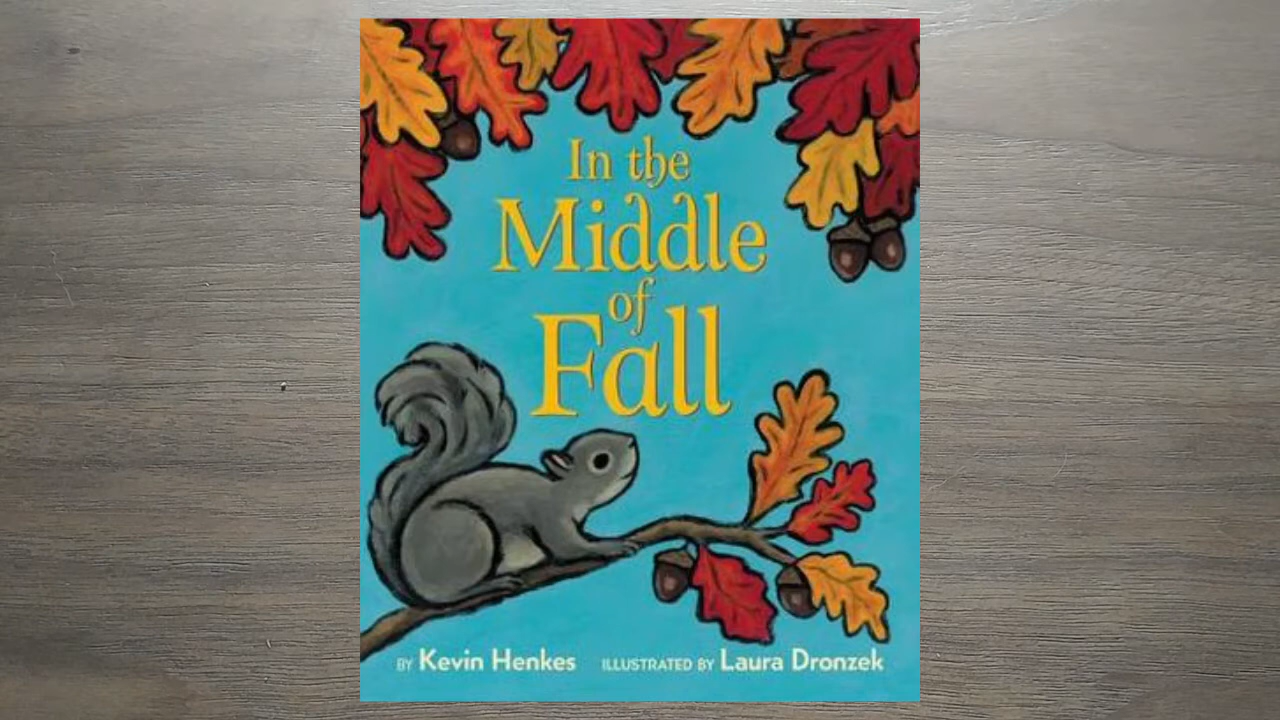 In the
Middle
of
Fall
BY Kevin Henkes ILLUSTRATED BY Laura Dronzek